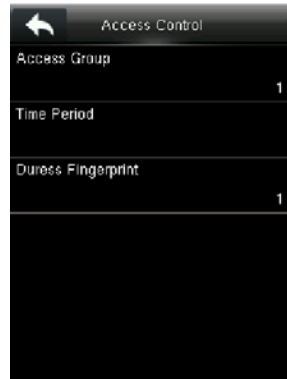 Access Control
Access Group
1
Time Period
Duress Fingerprint
1